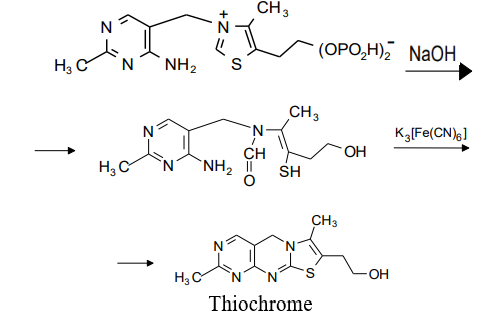 CH₃
N
N
+
(OPO₂H)₂⁻
NaOH
H₃C
N
NH₂
S
CH₃
N
N
K₃[Fe(CN)₆]
CH
OH
H₃C
N
NH₂
SH
O
CH₃
N
N
H₃C
N
N
S
OH
Thiochrome